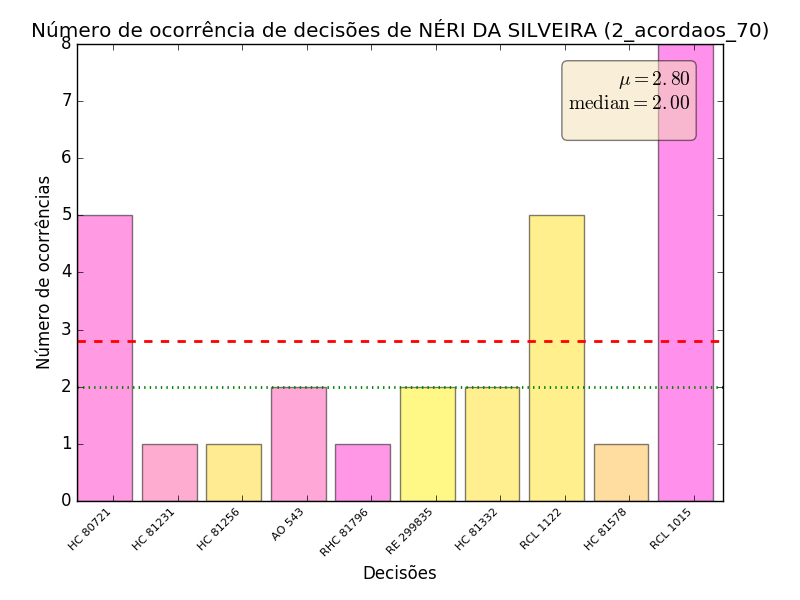 Número de ocorrência de decisões de NÉRI DA SILVEIRA (2_acordaos_70)
μ = 2.80
median = 2.00
Número de ocorrências
8
7
6
5
4
3
2
1
0
HC 80721
HC 81231
HC 81256
AO 543
RHC 81796
RE 299835
HC 81332
RCL 1122
HC 81578
RCL 1015
Decisões